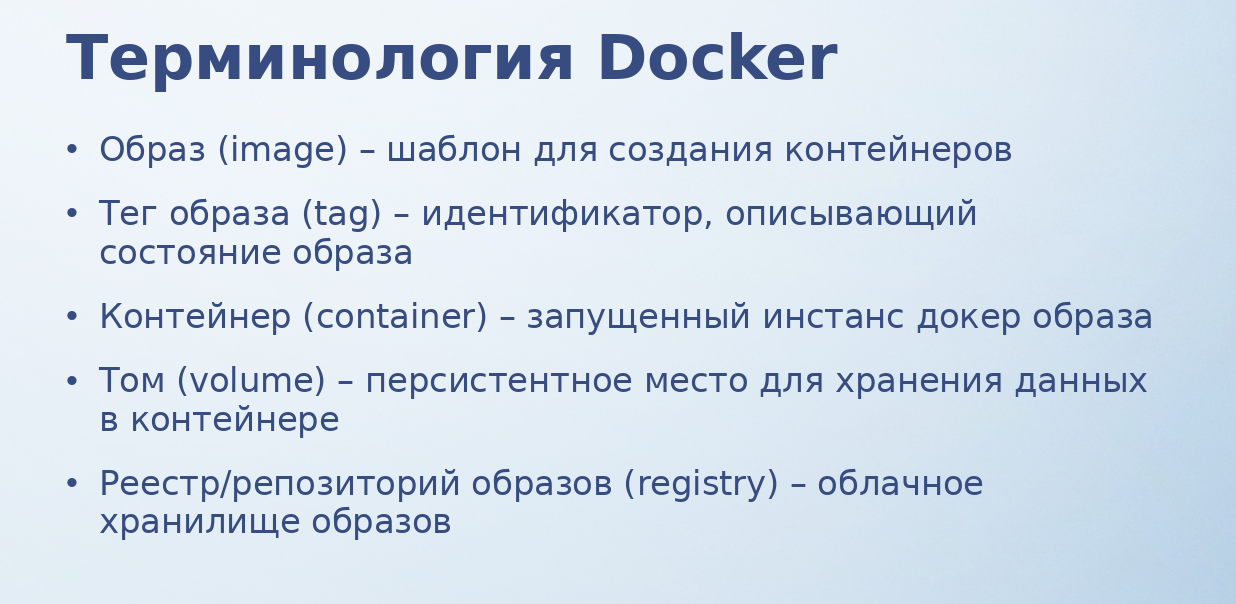 Терминология Docker
• Образ (image) – шаблон для создания контейнеров
• Тег образа (tag) – идентификатор, описывающий
состояние образа
• Контейнер (container) – запущенный инстанс докер образа
• Том (volume) – персистентное место для хранения данных
в контейнере
• Реестр/репозиторий образов (registry) – облачное
хранилище образов